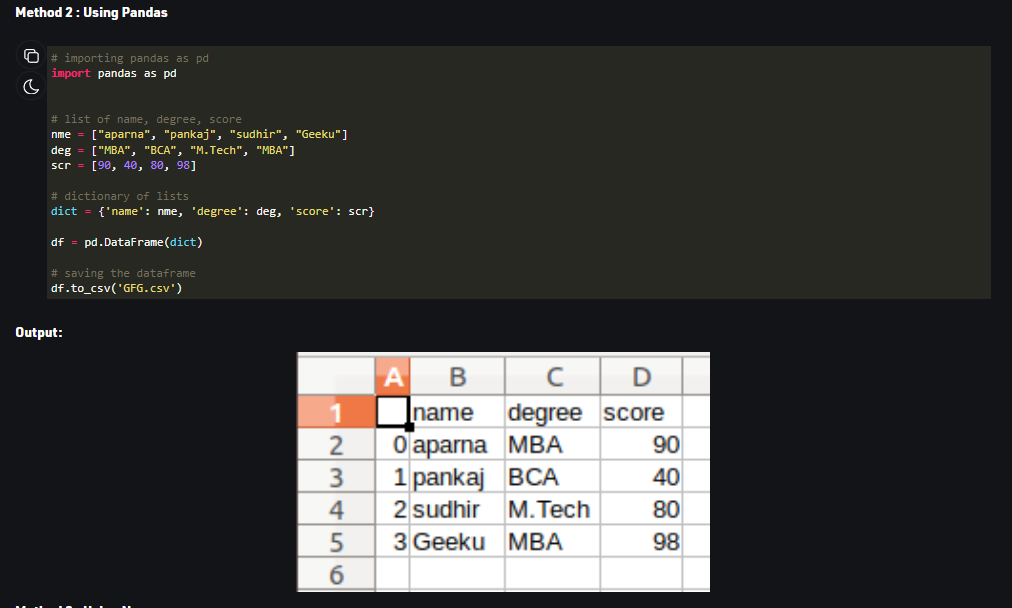 Method 2 : Using Pandas
# importing pandas as pd
import pandas as pd
# list of name, degree, score
nme = ["aparna", "pankaj", "sudhir", "Geeku"]
deg = ["MBA", "BCA", "M.Tech", "MBA"]
scr = [90, 40, 80, 98]
# dictionary of lists
dict = {'name': nme, 'degree': deg, 'score': scr}
df = pd.DataFrame(dict)
# saving the dataframe
df.to_csv('GFG.csv')
Output:
A B C D
1 name degree score
2 0 aparna MBA 90
3 1 pankaj BCA 40
4 2 sudhir M.Tech 80
5 3 Geeku MBA 98
6